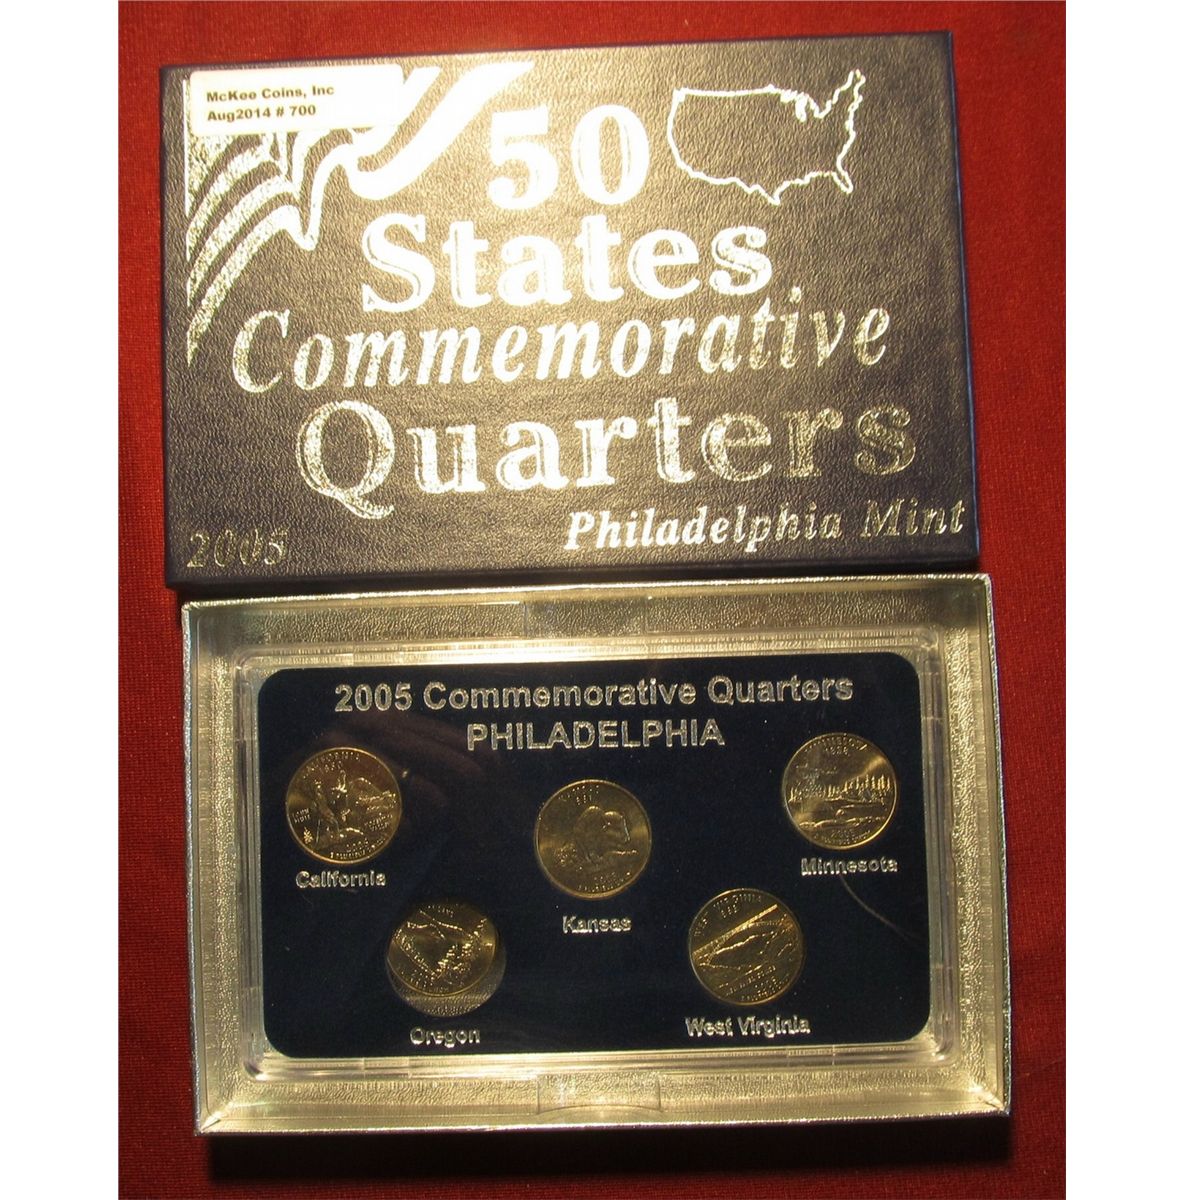 McKee Coins, Inc
Aug2014 # 700
50
States
Commemorative
Quarters
2005
Philadelphia Mint
2005 Commemorative Quarters
PHILADELPHIA
California
Kansas
Minnesota
Oregon
West Virginia